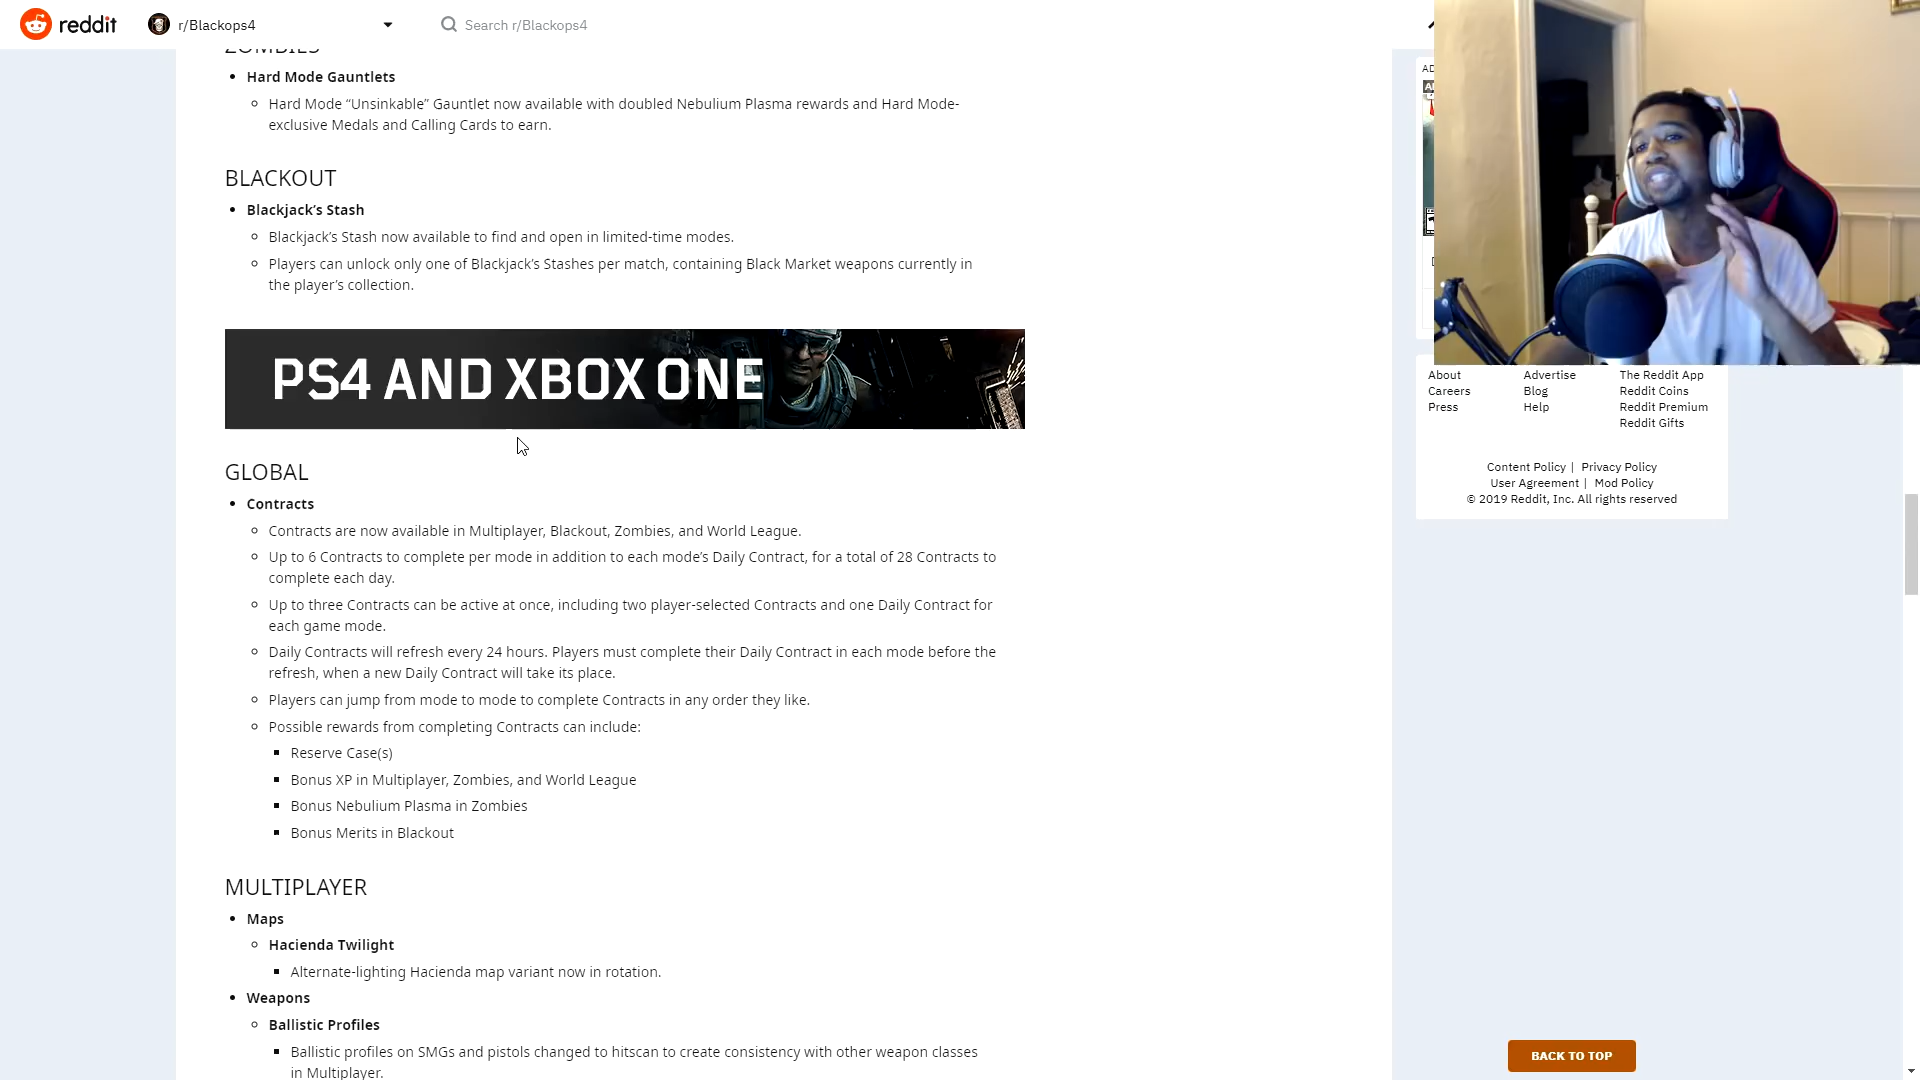 reddit
r/Blackops4
Search r/Blackops4
ZOMBIES
Hard Mode Gauntlets
Hard Mode “Unsinkable” Gauntlet now available with doubled Nebulium Plasma rewards and Hard Mode-
exclusive Medals and Calling Cards to earn.
BLACKOUT
Blackjack’s Stash
Blackjack’s Stash now available to find and open in limited-time modes.
Players can unlock only one of Blackjack’s Stashes per match, containing Black Market weapons currently in
the player’s collection.
PS4 AND XBOX ONE
GLOBAL
Contracts
Contracts are now available in Multiplayer, Blackout, Zombies, and World League.
Up to 6 Contracts to complete per mode in addition to each mode’s Daily Contract, for a total of 28 Contracts to
complete each day.
Up to three Contracts can be active at once, including two player-selected Contracts and one Daily Contract for
each game mode.
Daily Contracts will refresh every 24 hours. Players must complete their Daily Contract in each mode before the
refresh, when a new Daily Contract will take its place.
Players can jump from mode to mode to complete Contracts in any order they like.
Possible rewards from completing Contracts can include:
Reserve Case(s)
Bonus XP in Multiplayer, Zombies, and World League
Bonus Nebulium Plasma in Zombies
Bonus Merits in Blackout
MULTIPLAYER
Maps
Hacienda Twilight
Alternate-lighting Hacienda map variant now in rotation.
Weapons
Ballistic Profiles
Ballistic profiles on SMGs and pistols changed to hitscan to create consistency with other weapon classes
in Multiplayer.
About Advertise The Reddit App
Careers Blog Reddit Coins
Press Help Reddit Premium
Reddit Gifts
Content Policy | Privacy Policy
User Agreement | Mod Policy
© 2019 Reddit, Inc. All rights reserved
BACK TO TOP